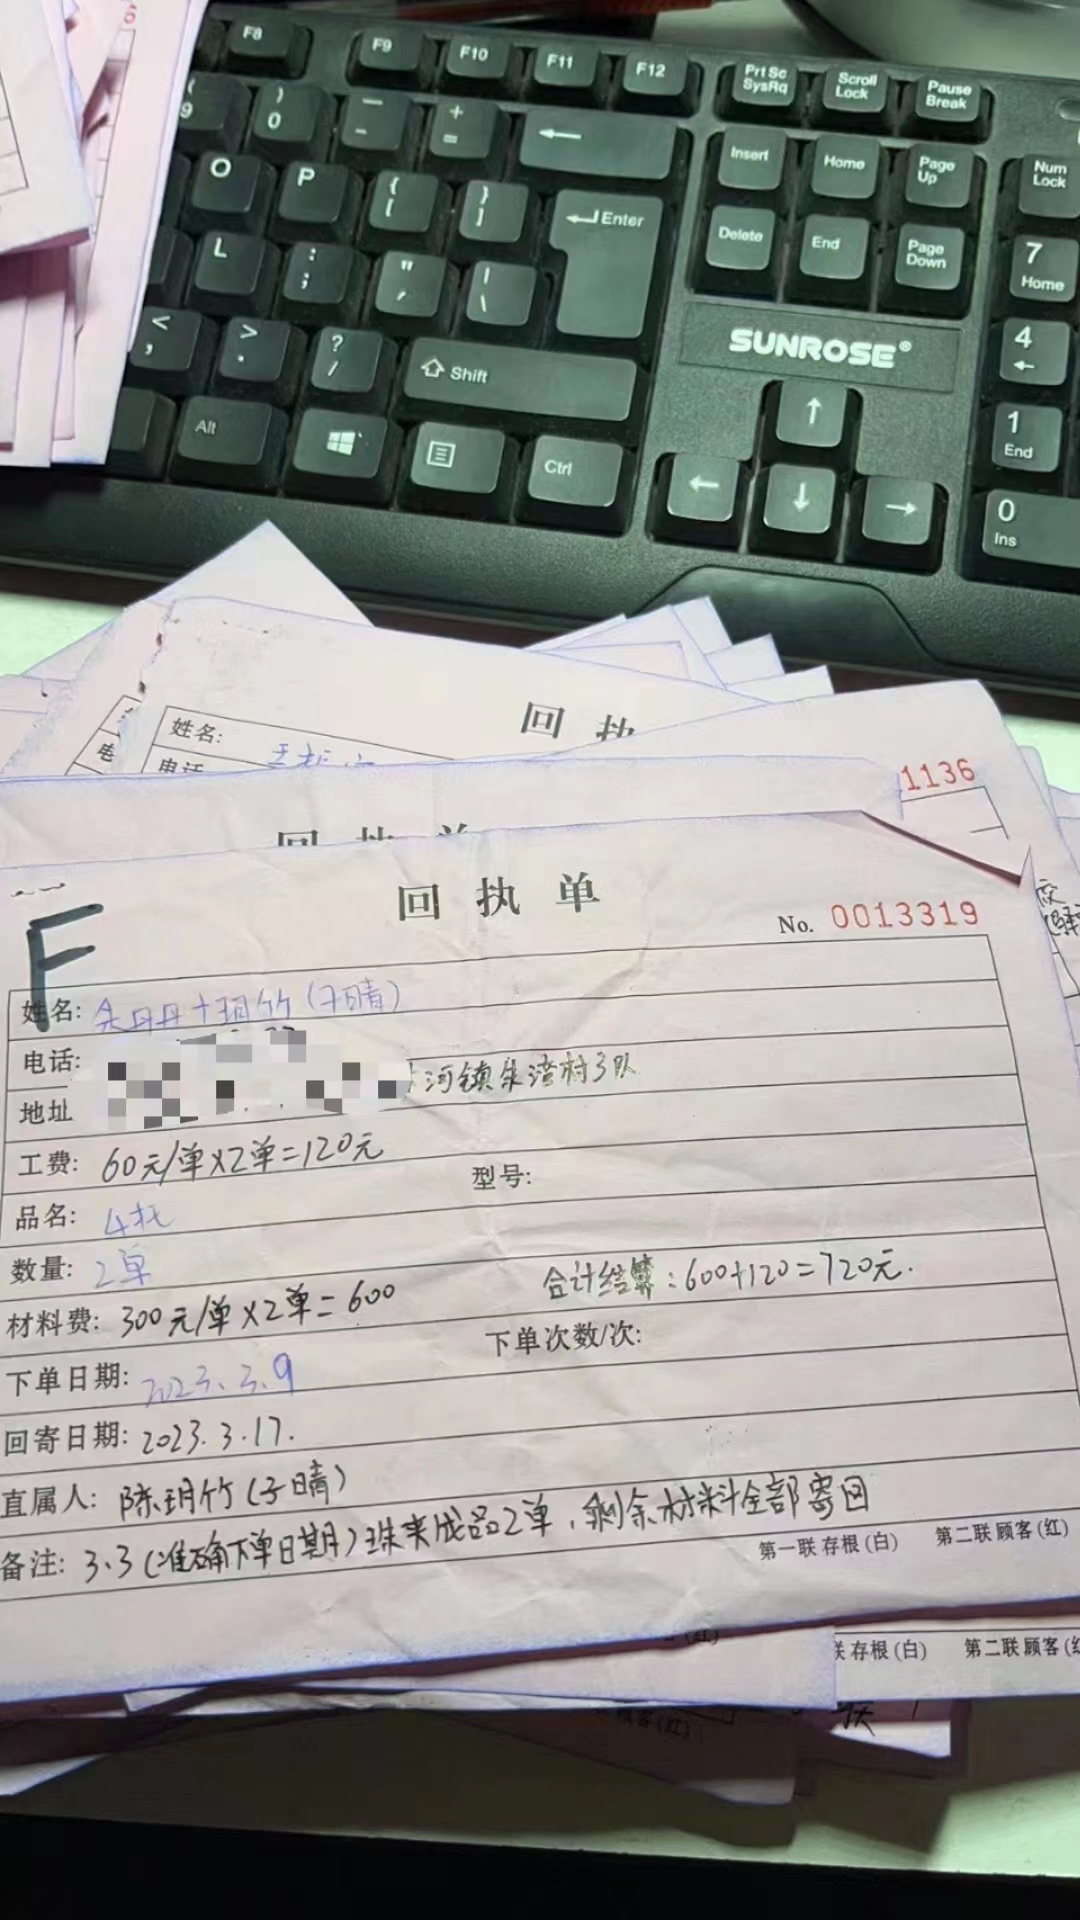 F8 F9 F10 F11 F12 Prt Sc SysRq Scroll Lock Pause Break
( 9 ) 0 — - + = Insert Home Page Up Num Lock
O P { [ } ] Enter Delete End Page Down 7 Home
L : ; " ' | \ SUNROSE® 4
< , > . ? / Shift 1 End
Alt Ctrl 0 Ins
回 执
姓名:
电话
1136
回 执 单
F
回 执 单
No. 0013319
姓名: 朱丹丹+玥竹(子晴)
电话:
地址 河镇朱湾村3队
工费: 60元/单×2单=120元
型号:
品名: 4托
数量: 2单
合计结算:600+120=720元.
材料费: 300元/单×2单=600
下单次数/次:
下单日期: 2023.3.9
回寄日期: 2023.3.17.
直属人: 陈玥竹(子晴)
备注: 3.3(准确下单日期)珠夹成品2单,剩余材料全部寄回
第一联 存根(白) 第二联 顾客(红)
联 存根(白) 第二联 顾客(红